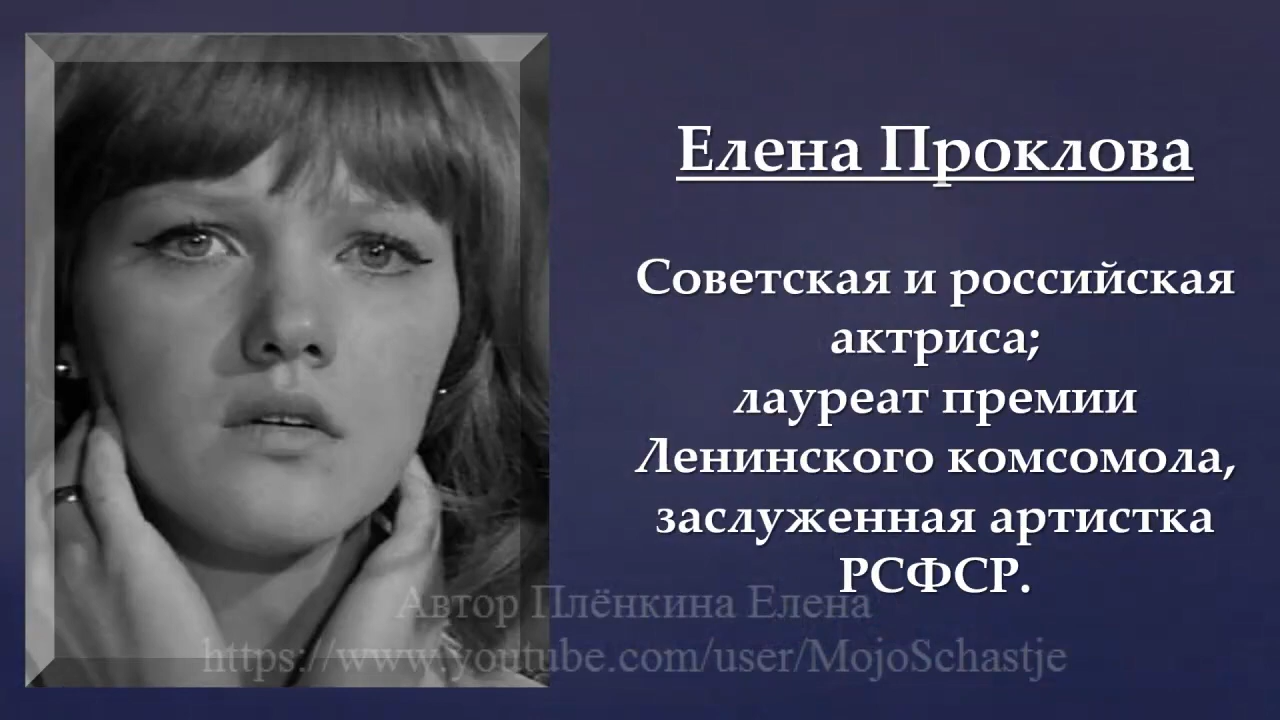 Елена Проклова
Советская и российская
актриса;
лауреат премии
Ленинского комсомола,
заслуженная артистка
РСФСР.
Автор Плёнкина Елена
https://www.youtube.com/user/MojoSchastje